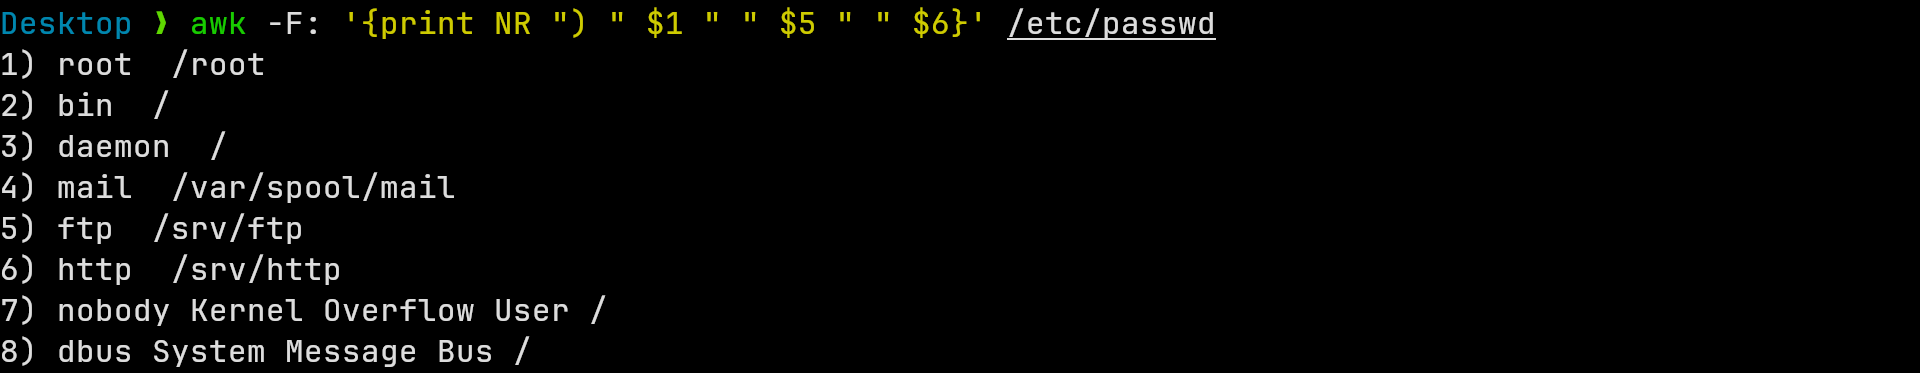 Desktop ❯ awk -F: '{print NR ") " $1 " " $5 " " $6}' /etc/passwd
1) root  /root
2) bin  /
3) daemon  /
4) mail  /var/spool/mail
5) ftp  /srv/ftp
6) http  /srv/http
7) nobody Kernel Overflow User /
8) dbus System Message Bus /